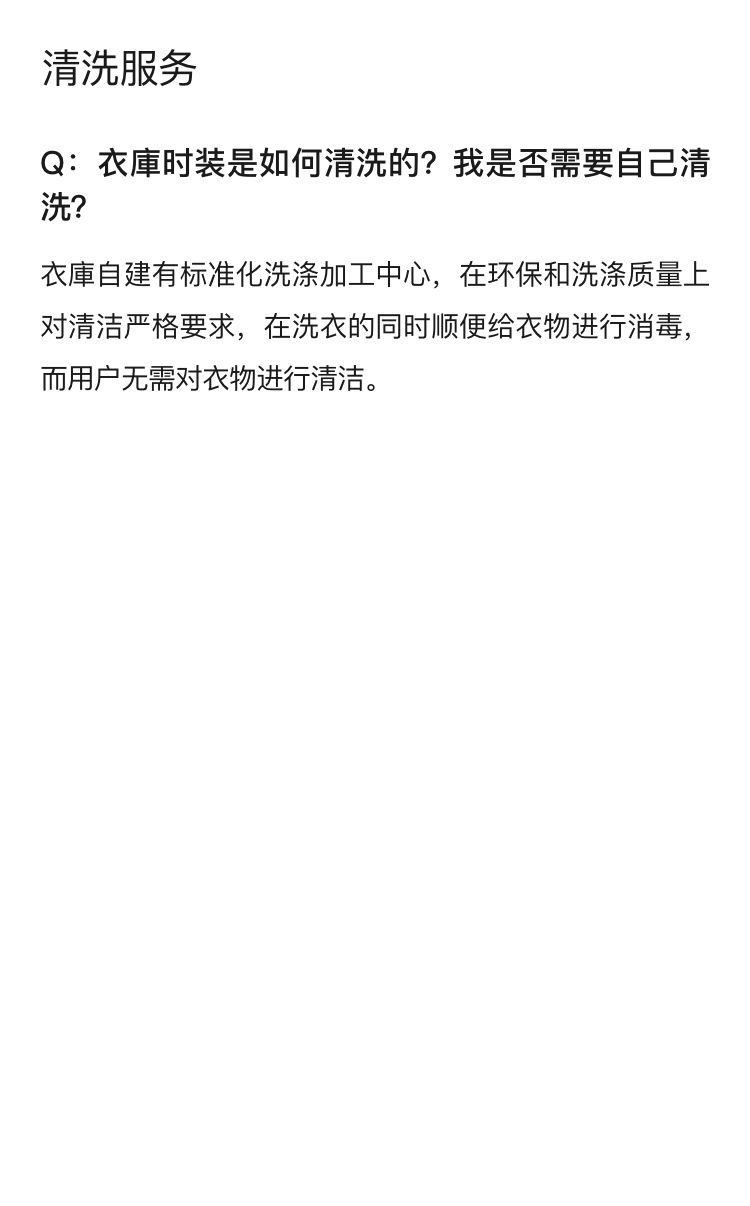 清洗服务
Q：衣庫时装是如何清洗的？我是否需要自己清
洗？
衣庫自建有标准化洗涤加工中心，在环保和洗涤质量上
对清洁严格要求，在洗衣的同时顺便给衣物进行消毒，
而用户无需对衣物进行清洁。